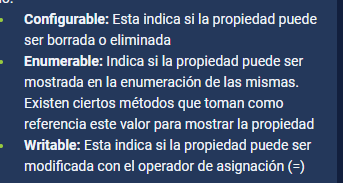 Configurable: Esta indica si la propiedad puede
ser borrada o eliminada
Enumerable: Indica si la propiedad puede ser
mostrada en la enumeración de las mismas.
Existen ciertos métodos que toman como
referencia este valor para mostrar la propiedad
Writable: Esta indica si la propiedad puede ser
modificada con el operador de asignación (=)